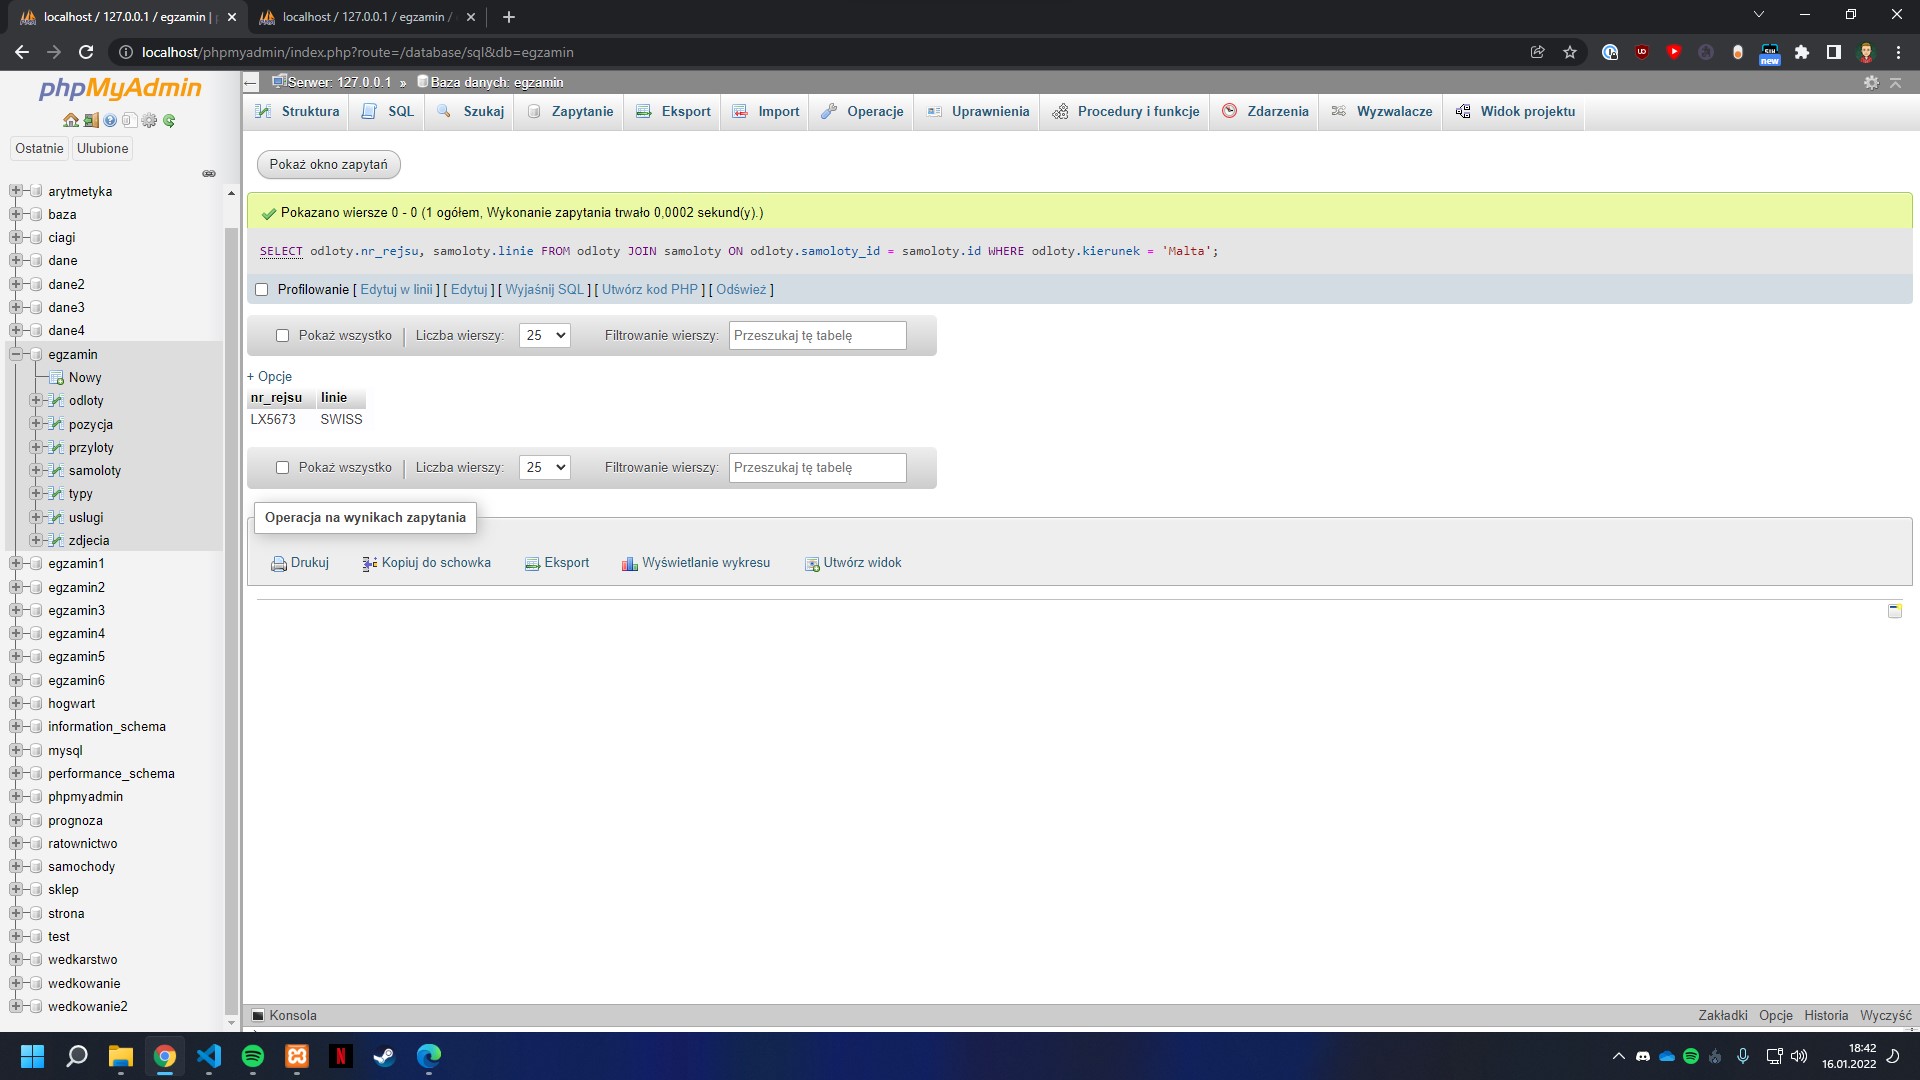 localhost / 127.0.0.1 / egzamin |
localhost / 127.0.0.1 / egzamin /
localhost/phpmyadmin/index.php?route=/database/sql&db=egzamin
new
phpMyAdmin
Ostatnie
Ulubione
arytmetyka
baza
ciagi
dane
dane2
dane3
dane4
egzamin
Nowy
odloty
pozycja
przyloty
samoloty
typy
uslugi
zdjecia
egzamin1
egzamin2
egzamin3
egzamin4
egzamin5
egzamin6
hogwart
information_schema
mysql
performance_schema
phpmyadmin
prognoza
ratownictwo
samochody
sklep
strona
test
wedkarstwo
wedkowanie
wedkowanie2
Serwer: 127.0.0.1 » Baza danych: egzamin
Struktura SQL Szukaj Zapytanie Eksport Import Operacje Uprawnienia Procedury i funkcje Zdarzenia Wyzwalacze Widok projektu
Pokaż okno zapytań
Pokazano wiersze 0 - 0 (1 ogółem, Wykonanie zapytania trwało 0,0002 sekund(y).)
SELECT odloty.nr_rejsu, samoloty.linie FROM odloty JOIN samoloty ON odloty.samoloty_id = samoloty.id WHERE odloty.kierunek = 'Malta';
Profilowanie [ Edytuj w linii ] [ Edytuj ] [ Wyjaśnij SQL ] [ Utwórz kod PHP ] [ Odśwież ]
Pokaż wszystko | Liczba wierszy: 25 Filtrowanie wierszy: Przeszukaj tę tabelę
+ Opcje
nr_rejsu linie
LX5673 SWISS
Pokaż wszystko | Liczba wierszy: 25 Filtrowanie wierszy: Przeszukaj tę tabelę
Operacja na wynikach zapytania
Drukuj Kopiuj do schowka Eksport Wyświetlanie wykresu Utwórz widok
Konsola
Zakładki Opcje Historia Wyczyść
18:42
16.01.2022